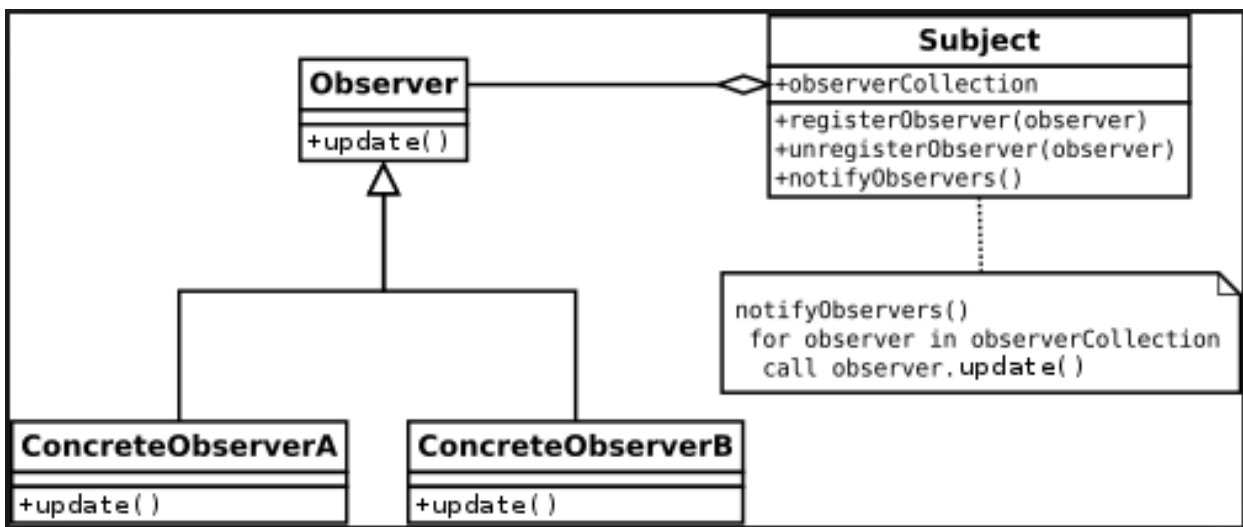 Observer
+update()
Subject
+observerCollection
+registerObserver(observer)
+unregisterObserver(observer)
+notifyObservers()
notifyObservers()
for observer in observerCollection
call observer.update()
ConcreteObserverA
+update()
ConcreteObserverB
+update()